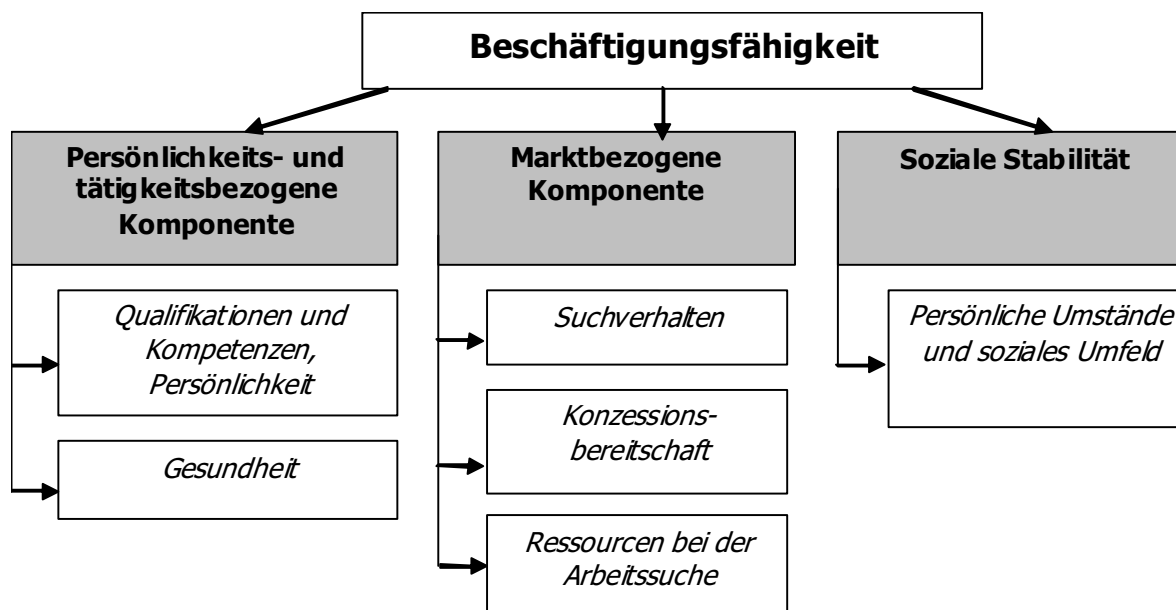 Beschäftigungsfähigkeit
Persönlichkeits- und
tätigkeitsbezogene
Komponente
Qualifikationen und
Kompetenzen,
Persönlichkeit
Gesundheit
Marktbezogene
Komponente
Suchverhalten
Konzessions-
bereitschaft
Ressourcen bei der
Arbeitssuche
Soziale Stabilität
Persönliche Umstände
und soziales Umfeld